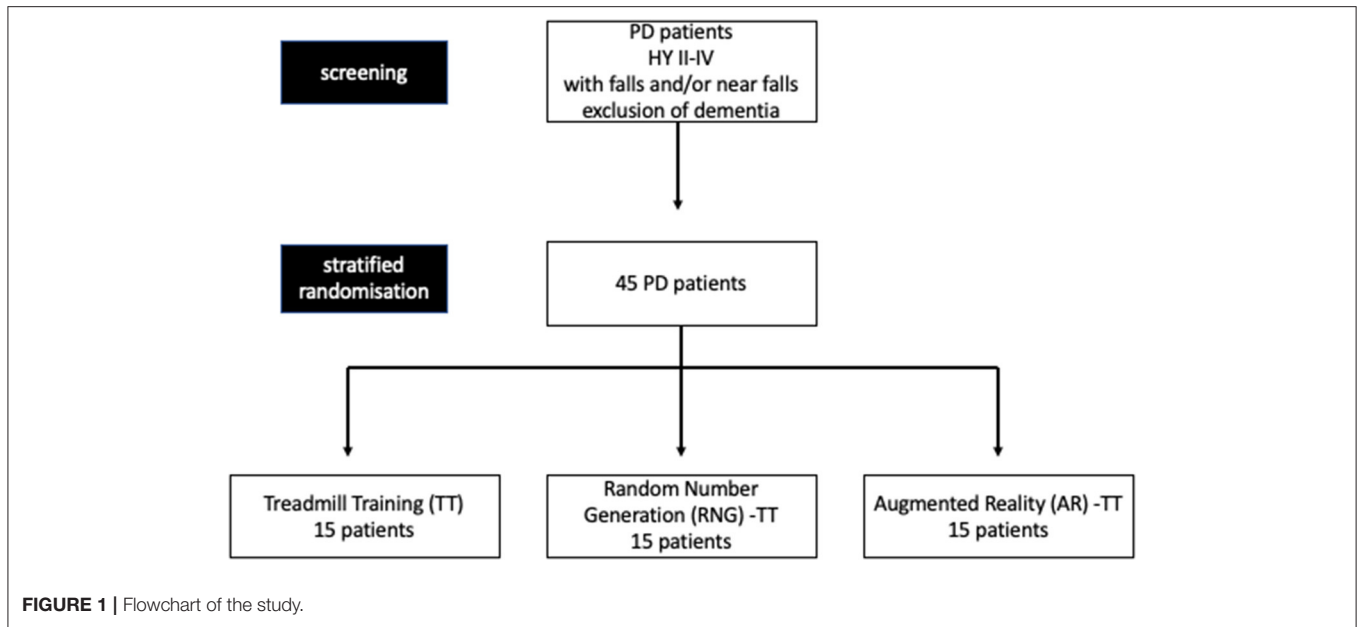 screening
PD patients
HY II-IV
with falls and/or near falls
exclusion of dementia
stratified
randomisation
45 PD patients
Treadmill Training (TT)
15 patients
Random Number
Generation (RNG) -TT
15 patients
Augmented Reality (AR) -TT
15 patients
FIGURE 1 | Flowchart of the study.